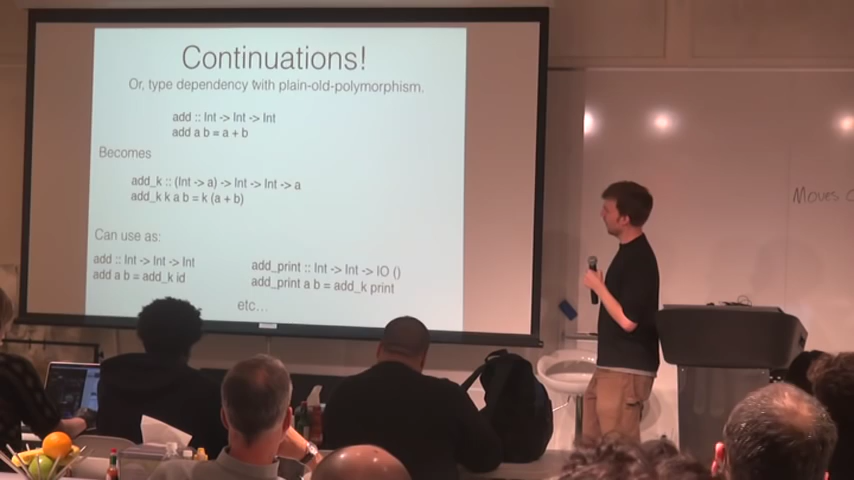 Continuations!
Or, type dependency with plain-old-polymorphism.
add :: Int -> Int -> Int
add a b = a + b
Becomes
add_k :: (Int -> a) -> Int -> Int -> a
add_k k a b = k (a + b)
Can use as:
add :: Int -> Int -> Int
add a b = add_k id
add_print :: Int -> Int -> IO ()
add_print a b = add_k print
etc...
Moves